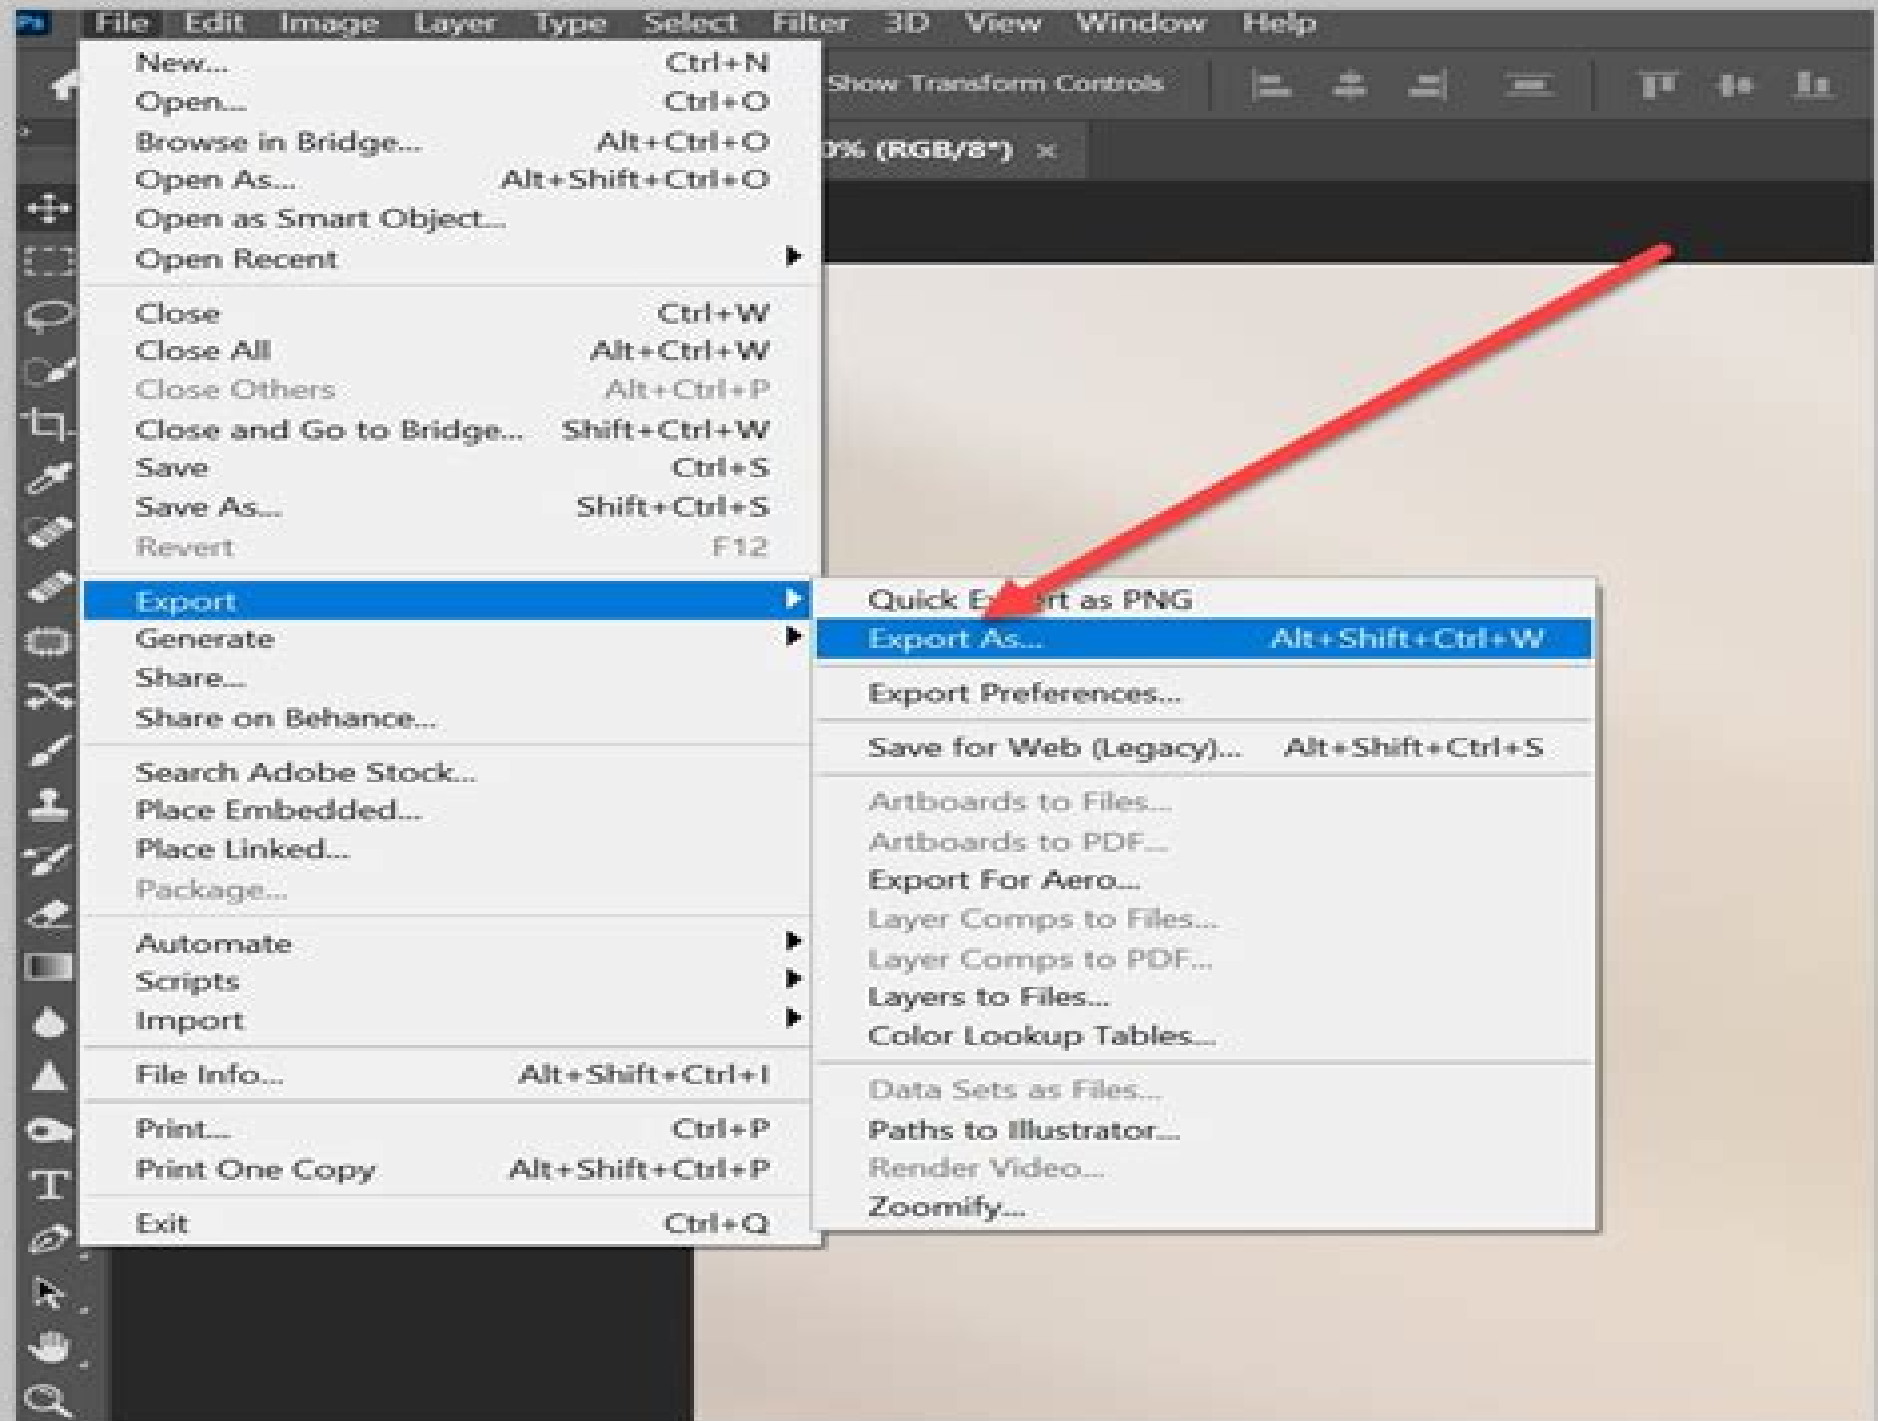 Ps File Edit Image Layer Type Select Filter 3D View Window Help
Show Transform Controls
0% (RGB/8*) ×
New... Ctrl+N
Open... Ctrl+O
Browse in Bridge... Alt+Ctrl+O
Open As... Alt+Shift+Ctrl+O
Open as Smart Object...
Open Recent
Close Ctrl+W
Close All Alt+Ctrl+W
Close Others Alt+Ctrl+P
Close and Go to Bridge... Shift+Ctrl+W
Save Ctrl+S
Save As... Shift+Ctrl+S
Revert F12
Export
Generate
Share...
Share on Behance...
Search Adobe Stock...
Place Embedded...
Place Linked...
Package...
Automate
Scripts
Import
File Info... Alt+Shift+Ctrl+I
Print... Ctrl+P
Print One Copy Alt+Shift+Ctrl+P
Exit Ctrl+Q
Quick Export as PNG
Export As... Alt+Shift+Ctrl+W
Export Preferences...
Save for Web (Legacy)... Alt+Shift+Ctrl+S
Artboards to Files...
Artboards to PDF...
Export For Aero...
Layer Comps to Files...
Layer Comps to PDF...
Layers to Files...
Color Lookup Tables...
Data Sets as Files...
Paths to Illustrator...
Render Video...
Zoomify...